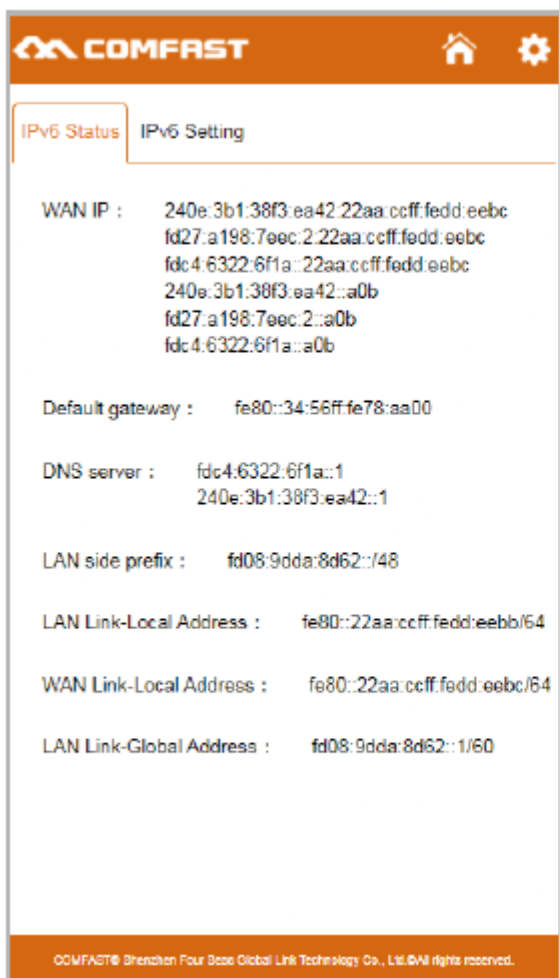 COMFAST
IPv6 Status IPv6 Setting
WAN IP : 240e:3b1:38f3:ea42:22aa:ccff:fedd:eebc
fd27:a198:7eec:2:22aa:ccff:fedd:eebc
fdc4:6322:6f1a::22aa:ccff:fedd:eebc
240e:3b1:38f3:ea42::a0b
fd27:a198:7eec:2::a0b
fdc4:6322:6f1a::a0b
Default gateway : fe80::34:56ff:fe78:aa00
DNS server : fdc4:6322:6f1a::1
240e:3b1:38f3:ea42::1
LAN side prefix : fd08:9dda:8d62::/48
LAN Link-Local Address : fe80::22aa:ccff:fedd:eebb/64
WAN Link-Local Address : fe80::22aa:ccff:fedd:eebc/64
LAN Link-Global Address : fd08:9dda:8d62::1/60
COMFAST® Shenzhen Four Seas Global Link Technology Co., Ltd.©All rights reserved.